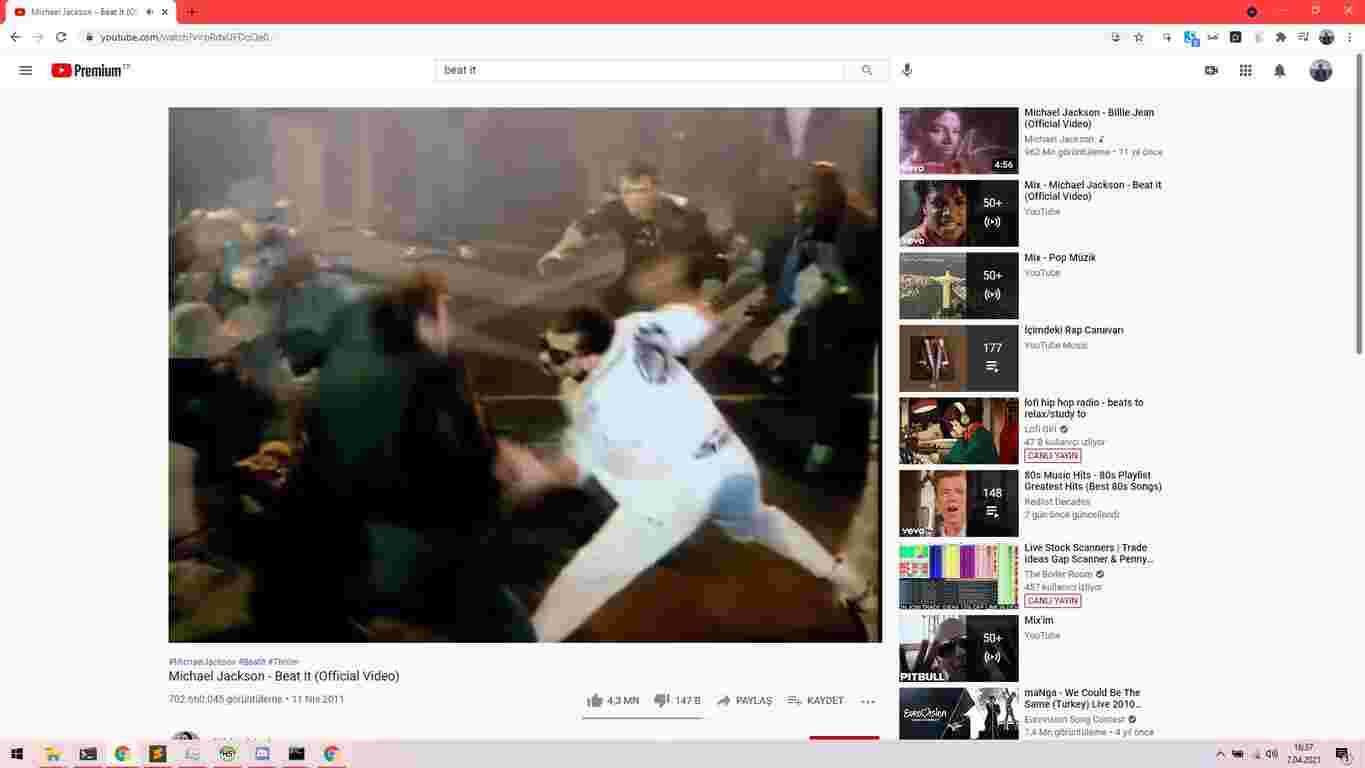 Michael Jackson - Beat It (O
Premium TR
beat it
Michael Jackson - Billie Jean
(Official Video)
Michael Jackson
962 Mn görüntüleme • 11 yıl önce
4:56
vevo
Mix - Michael Jackson - Beat It
(Official Video)
YouTube
50+
vevo
Mix - Pop Müzik
YouTube
50+
İçimdeki Rap Canavarı
YouTube Music
177
lofi hip hop radio - beats to
relax/study to
Lofi Girl
47 B kullanıcı izliyor
CANLI YAYIN
80s Music Hits - 80s Playlist
Greatest Hits (Best 80s Songs)
Redlist Decades
2 gün önce güncellendi
148
vevo
Live Stock Scanners | Trade
Ideas Gap Scanner & Penny...
The Boiler Room
457 kullanıcı izliyor
CANLI YAYIN
Mix'im
YouTube
50+
PITBULL
maNga - We Could Be The
Same (Turkey) Live 2010...
Eurovision Song Contest
7,4 Mn görüntüleme • 4 yıl önce
EUROVISION
#MichaelJackson #BeatIt #Thriller
Michael Jackson - Beat It (Official Video)
702.660.045 görüntüleme • 11 Nis 2011
4,3 MN
147 B
PAYLAŞ
KAYDET
16:37
7.04.2021